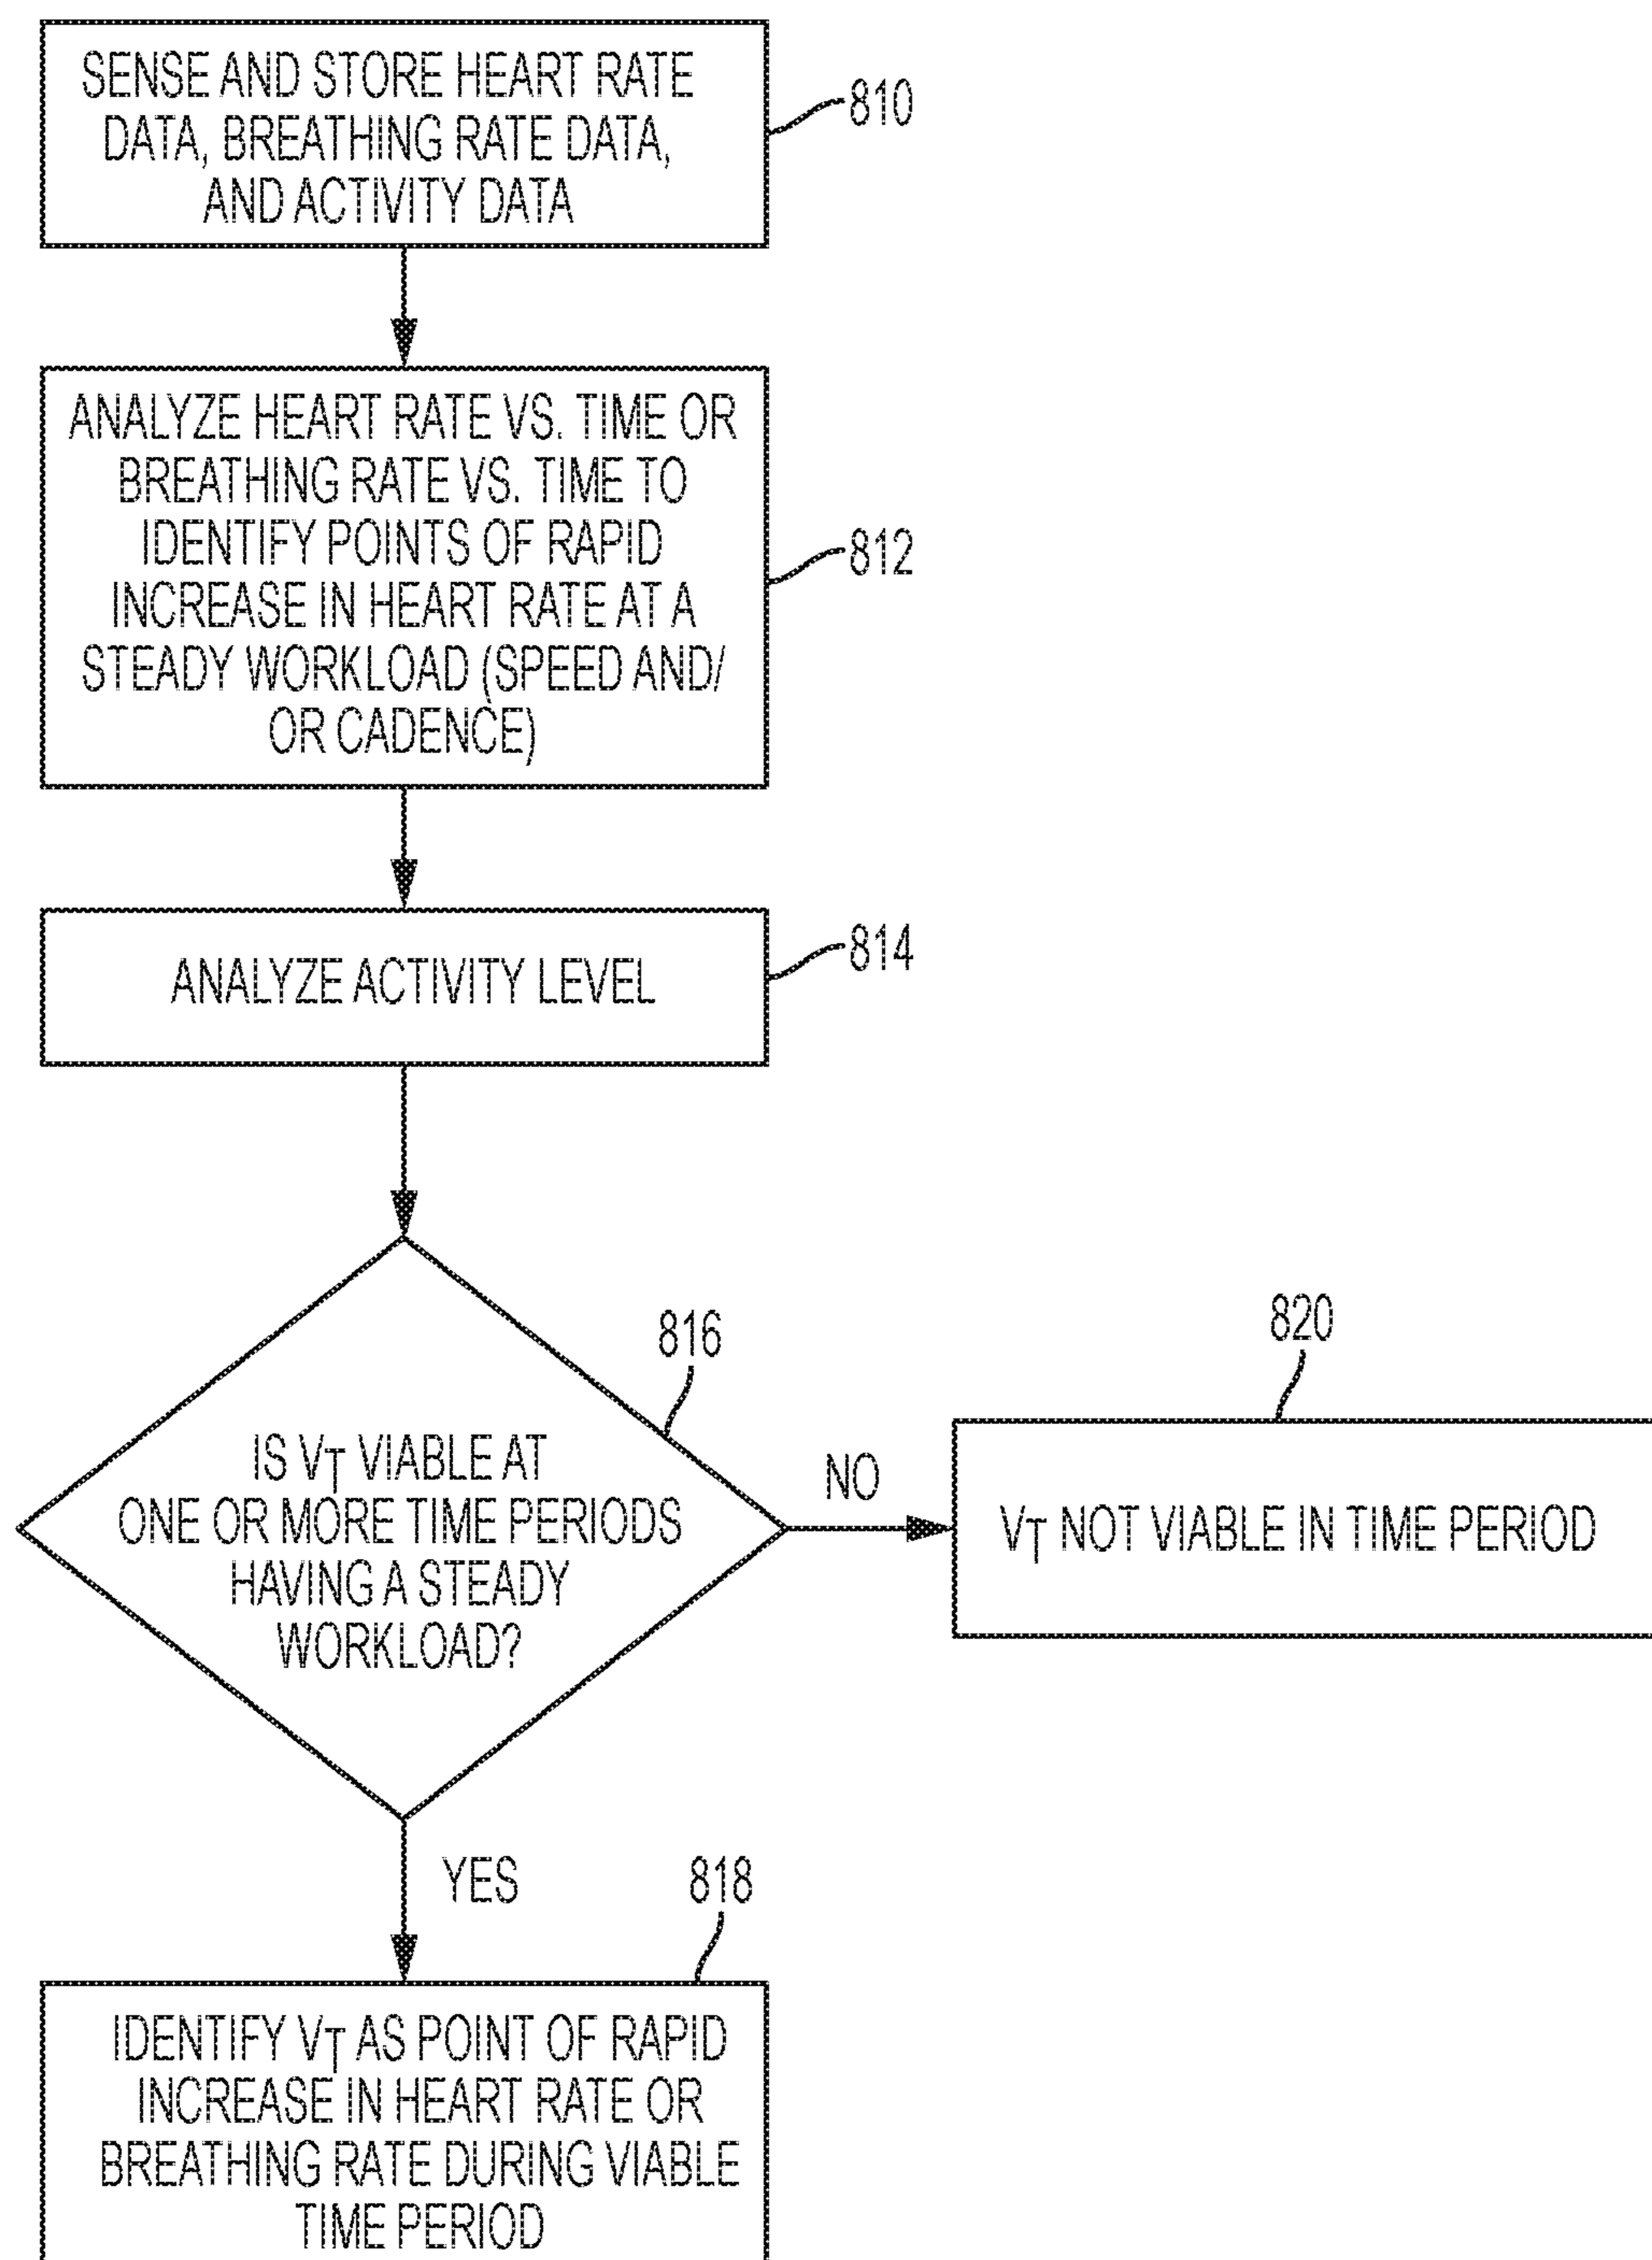 SENSE AND STORE HEART RATE
DATA, BREATHING RATE DATA,
AND ACTIVITY DATA
810
ANALYZE HEART RATE VS. TIME OR
BREATHING RATE VS. TIME TO
IDENTIFY POINTS OF RAPID
INCREASE IN HEART RATE AT A
STEADY WORKLOAD (SPEED AND/
OR CADENCE)
812
ANALYZE ACTIVITY LEVEL
814
816
IS VT VIABLE AT
ONE OR MORE TIME PERIODS
HAVING A STEADY
WORKLOAD?
NO
820
VT NOT VIABLE IN TIME PERIOD
YES
818
IDENTIFY VT AS POINT OF RAPID
INCREASE IN HEART RATE OR
BREATHING RATE DURING VIABLE
TIME PERIOD